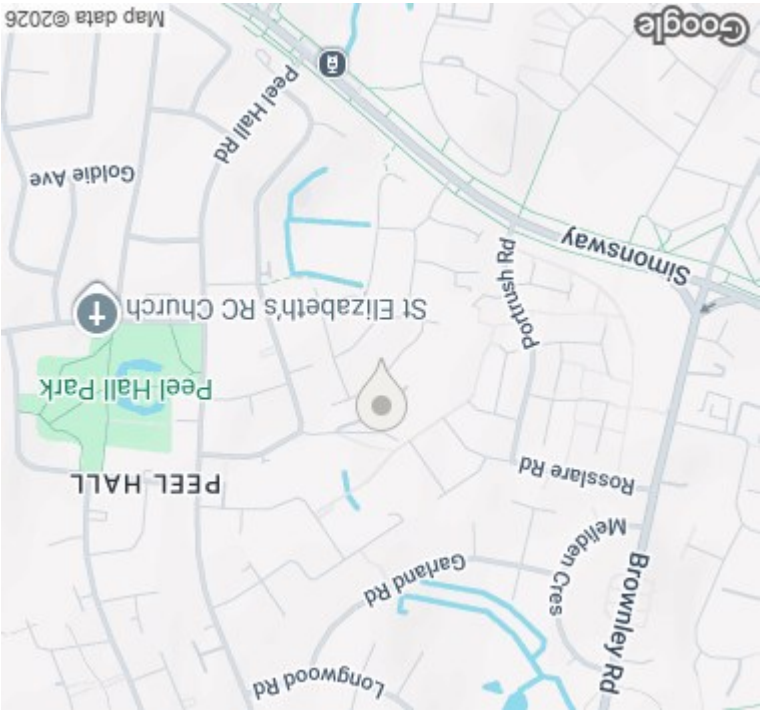 Longwood Rd
Garland Rd
Brownley Rd
Meliden Cres
Rosslare Rd
PEEL HALL
Peel Hall Park
St Elizabeth's RC Church
Portrush Rd
Simonsway
Goldie Ave
Peel Hall Rd
Google
Map data ©2026